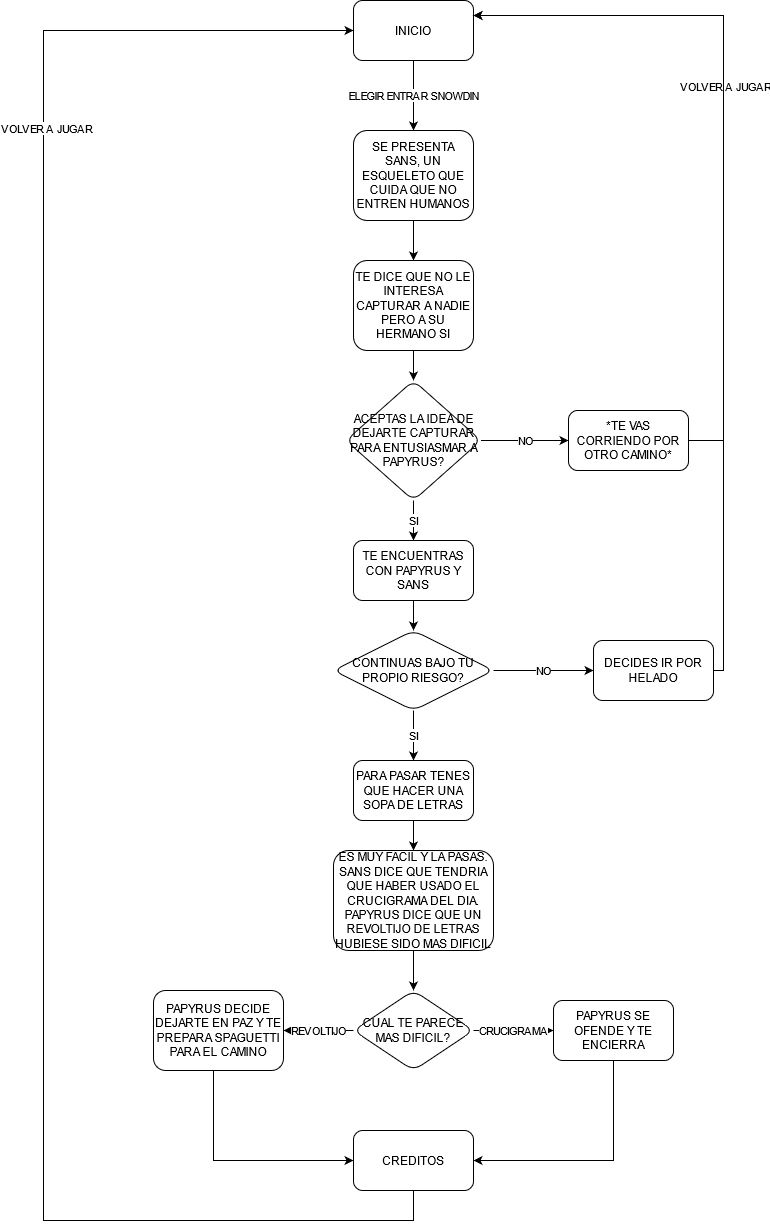 INICIO
VOLVER A JUGAR
ELEGIR ENTRAR SNOWDIN
VOLVER A JUGAR
SE PRESENTA
SANS, UN
ESQUELETO QUE
CUIDA QUE NO
ENTREN HUMANOS
TE DICE QUE NO LE
INTERESA
CAPTURAR A NADIE
PERO A SU
HERMANO SI
ACEPTAS LA IDEA DE
DEJARTE CAPTURAR
PARA ENTUSIASMAR A
PAPYRUS?
NO
*TE VAS
CORRIENDO POR
OTRO CAMINO*
SI
TE ENCUENTRAS
CON PAPYRUS Y
SANS
CONTINUAS BAJO TU
PROPIO RIESGO?
NO
DECIDES IR POR
HELADO
SI
PARA PASAR TENES
QUE HACER UNA
SOPA DE LETRAS
ES MUY FACIL Y LA PASAS.
SANS DICE QUE TENDRIA
QUE HABER USADO EL
CRUCIGRAMA DEL DIA.
PAPYRUS DICE QUE UN
REVOLTIJO DE LETRAS
HUBIESE SIDO MAS DIFICIL
PAPYRUS DECIDE
DEJARTE EN PAZ Y TE
PREPARA SPAGUETTI
PARA EL CAMINO
REVOLTIJO
CUAL TE PARECE
MAS DIFICIL?
CRUCIGRAMA
PAPYRUS SE
OFENDE Y TE
ENCIERRA
CREDITOS